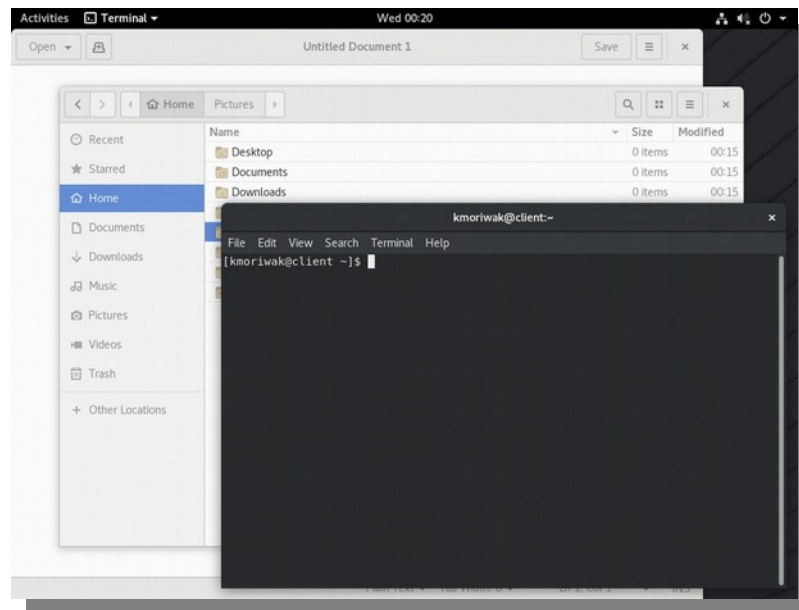 Activities Terminal Wed 00:20
Open Untitled Document 1 Save
Home Pictures
Name Size Modified
Recent
Desktop 0 items 00:15
Starred
Documents 0 items 00:15
Home
Downloads 0 items 00:15
kmoriwak@client:~
Documents
File Edit View Search Terminal Help
Downloads
[kmoriwak@client ~]$
Music
Pictures
Videos
Trash
+ Other Locations